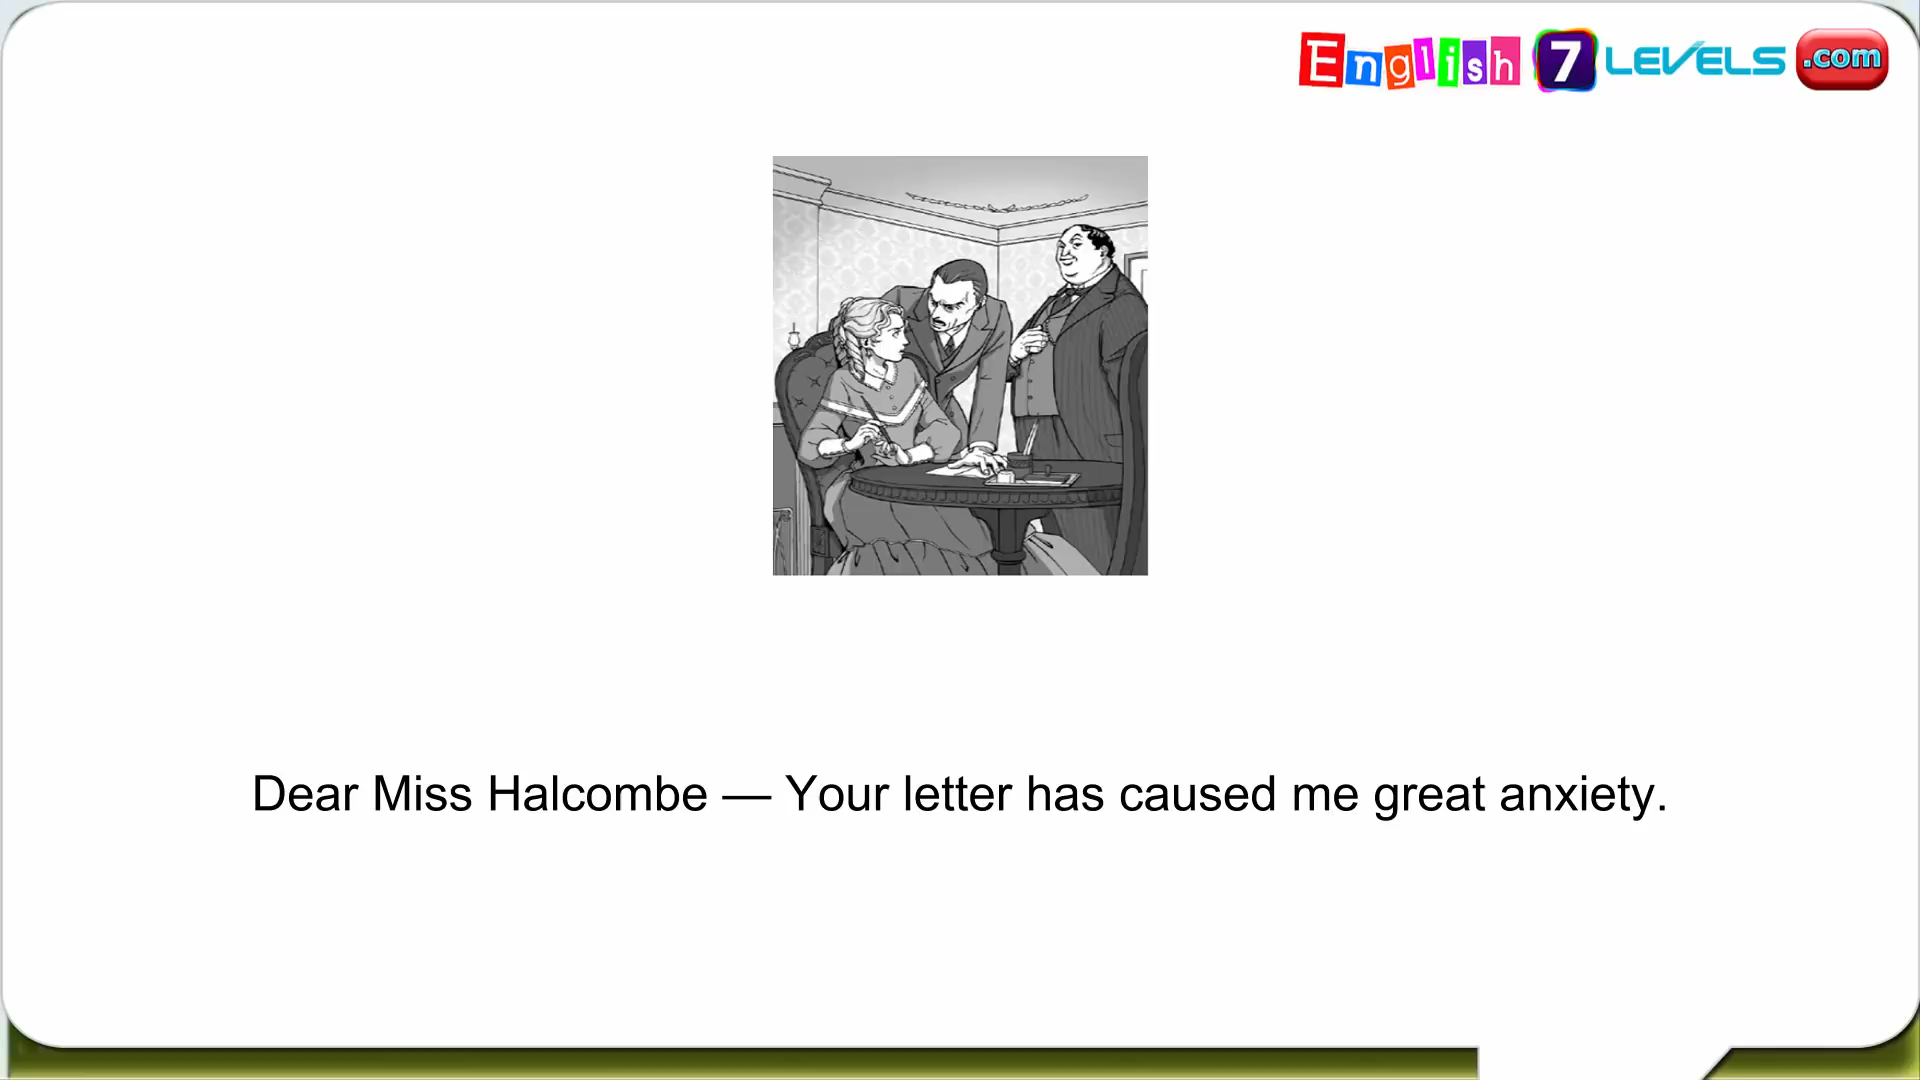 English 7 LEVELS .com
Dear Miss Halcombe — Your letter has caused me great anxiety.